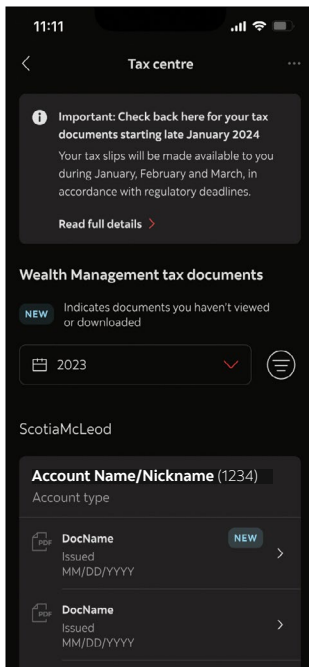 11:11
Tax centre
Important: Check back here for your tax
documents starting late January 2024
Your tax slips will be made available to you
during January, February and March, in
accordance with regulatory deadlines.
Read full details
Wealth Management tax documents
NEW
Indicates documents you haven't viewed
or downloaded
2023
ScotiaMcLeod
Account Name/Nickname (1234)
Account type
PDF
DocName
NEW
Issued
MM/DD/YYYY
PDF
DocName
Issued
MM/DD/YYYY